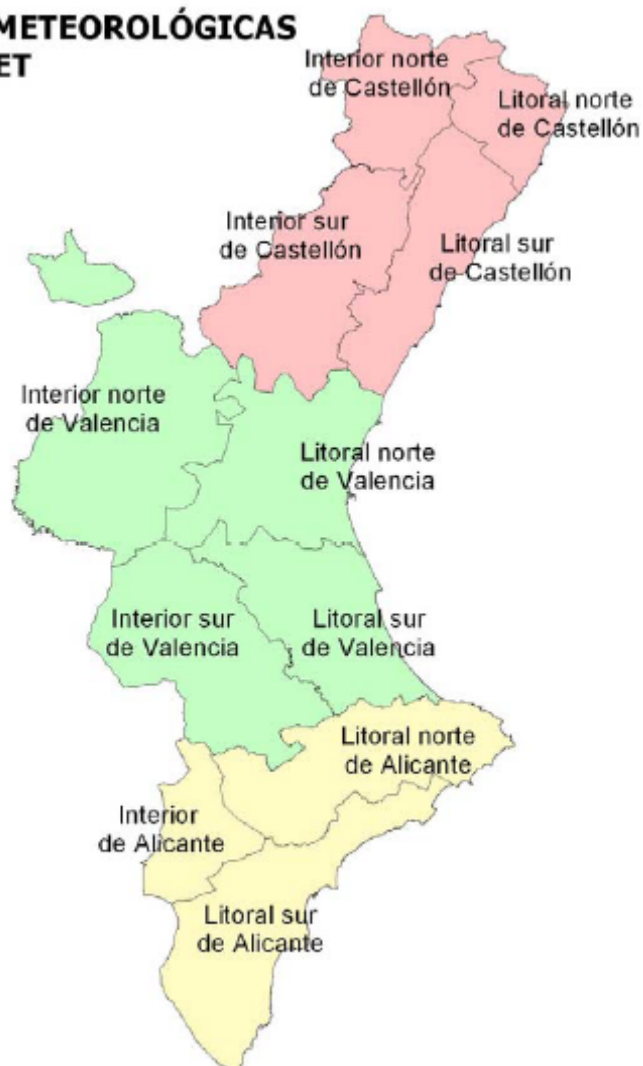 METEOROLÓGICAS
ET
Interior norte
de Castellón
Litoral norte
de Castellón
Interior sur
de Castellón
Litoral sur
de Castellón
Interior norte
de Valencia
Litoral norte
de Valencia
Interior sur
de Valencia
Litoral sur
de Valencia
Litoral norte
de Alicante
Interior
de Alicante
Litoral sur
de Alicante